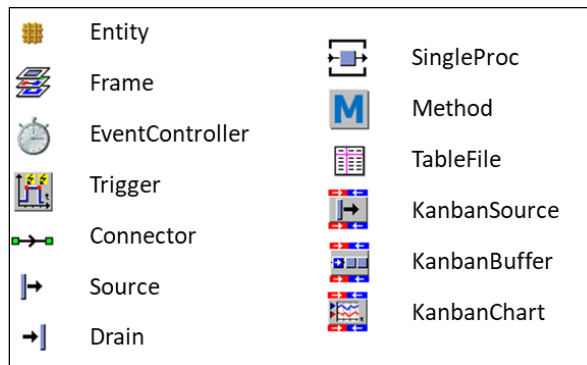 Entity
Frame
EventController
Trigger
Connector
Source
Drain
SingleProc
M
Method
TableFile
KanbanSource
KanbanBuffer
KanbanChart